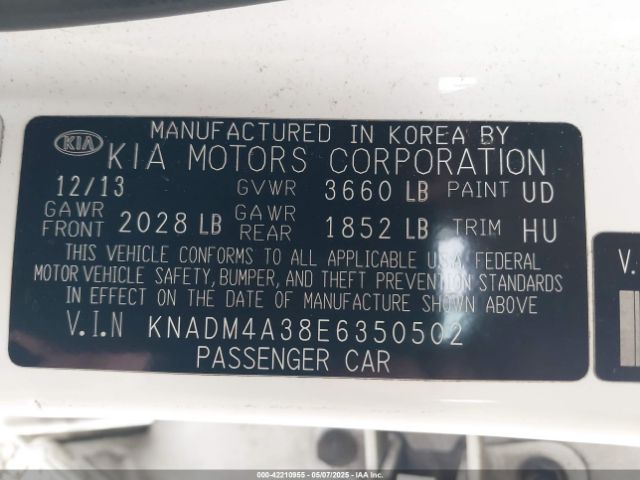 KIA
MANUFACTURED IN KOREA BY
KIA MOTORS CORPORATION
12/13 GVWR 3660 LB PAINT UD
GAWR FRONT 2028 LB GAWR REAR 1852 LB TRIM HU
THIS VEHICLE CONFORMS TO ALL APPLICABLE U.S.A. FEDERAL
MOTOR VEHICLE SAFETY, BUMPER, AND THEFT PREVENTION STANDARDS
IN EFFECT ON THE DATE OF MANUFACTURE SHOWN ABOVE
V.I.N KNADM4A38E6350502
PASSENGER CAR
V.
000-42210955 - 05/07/2025 - IAA Inc.